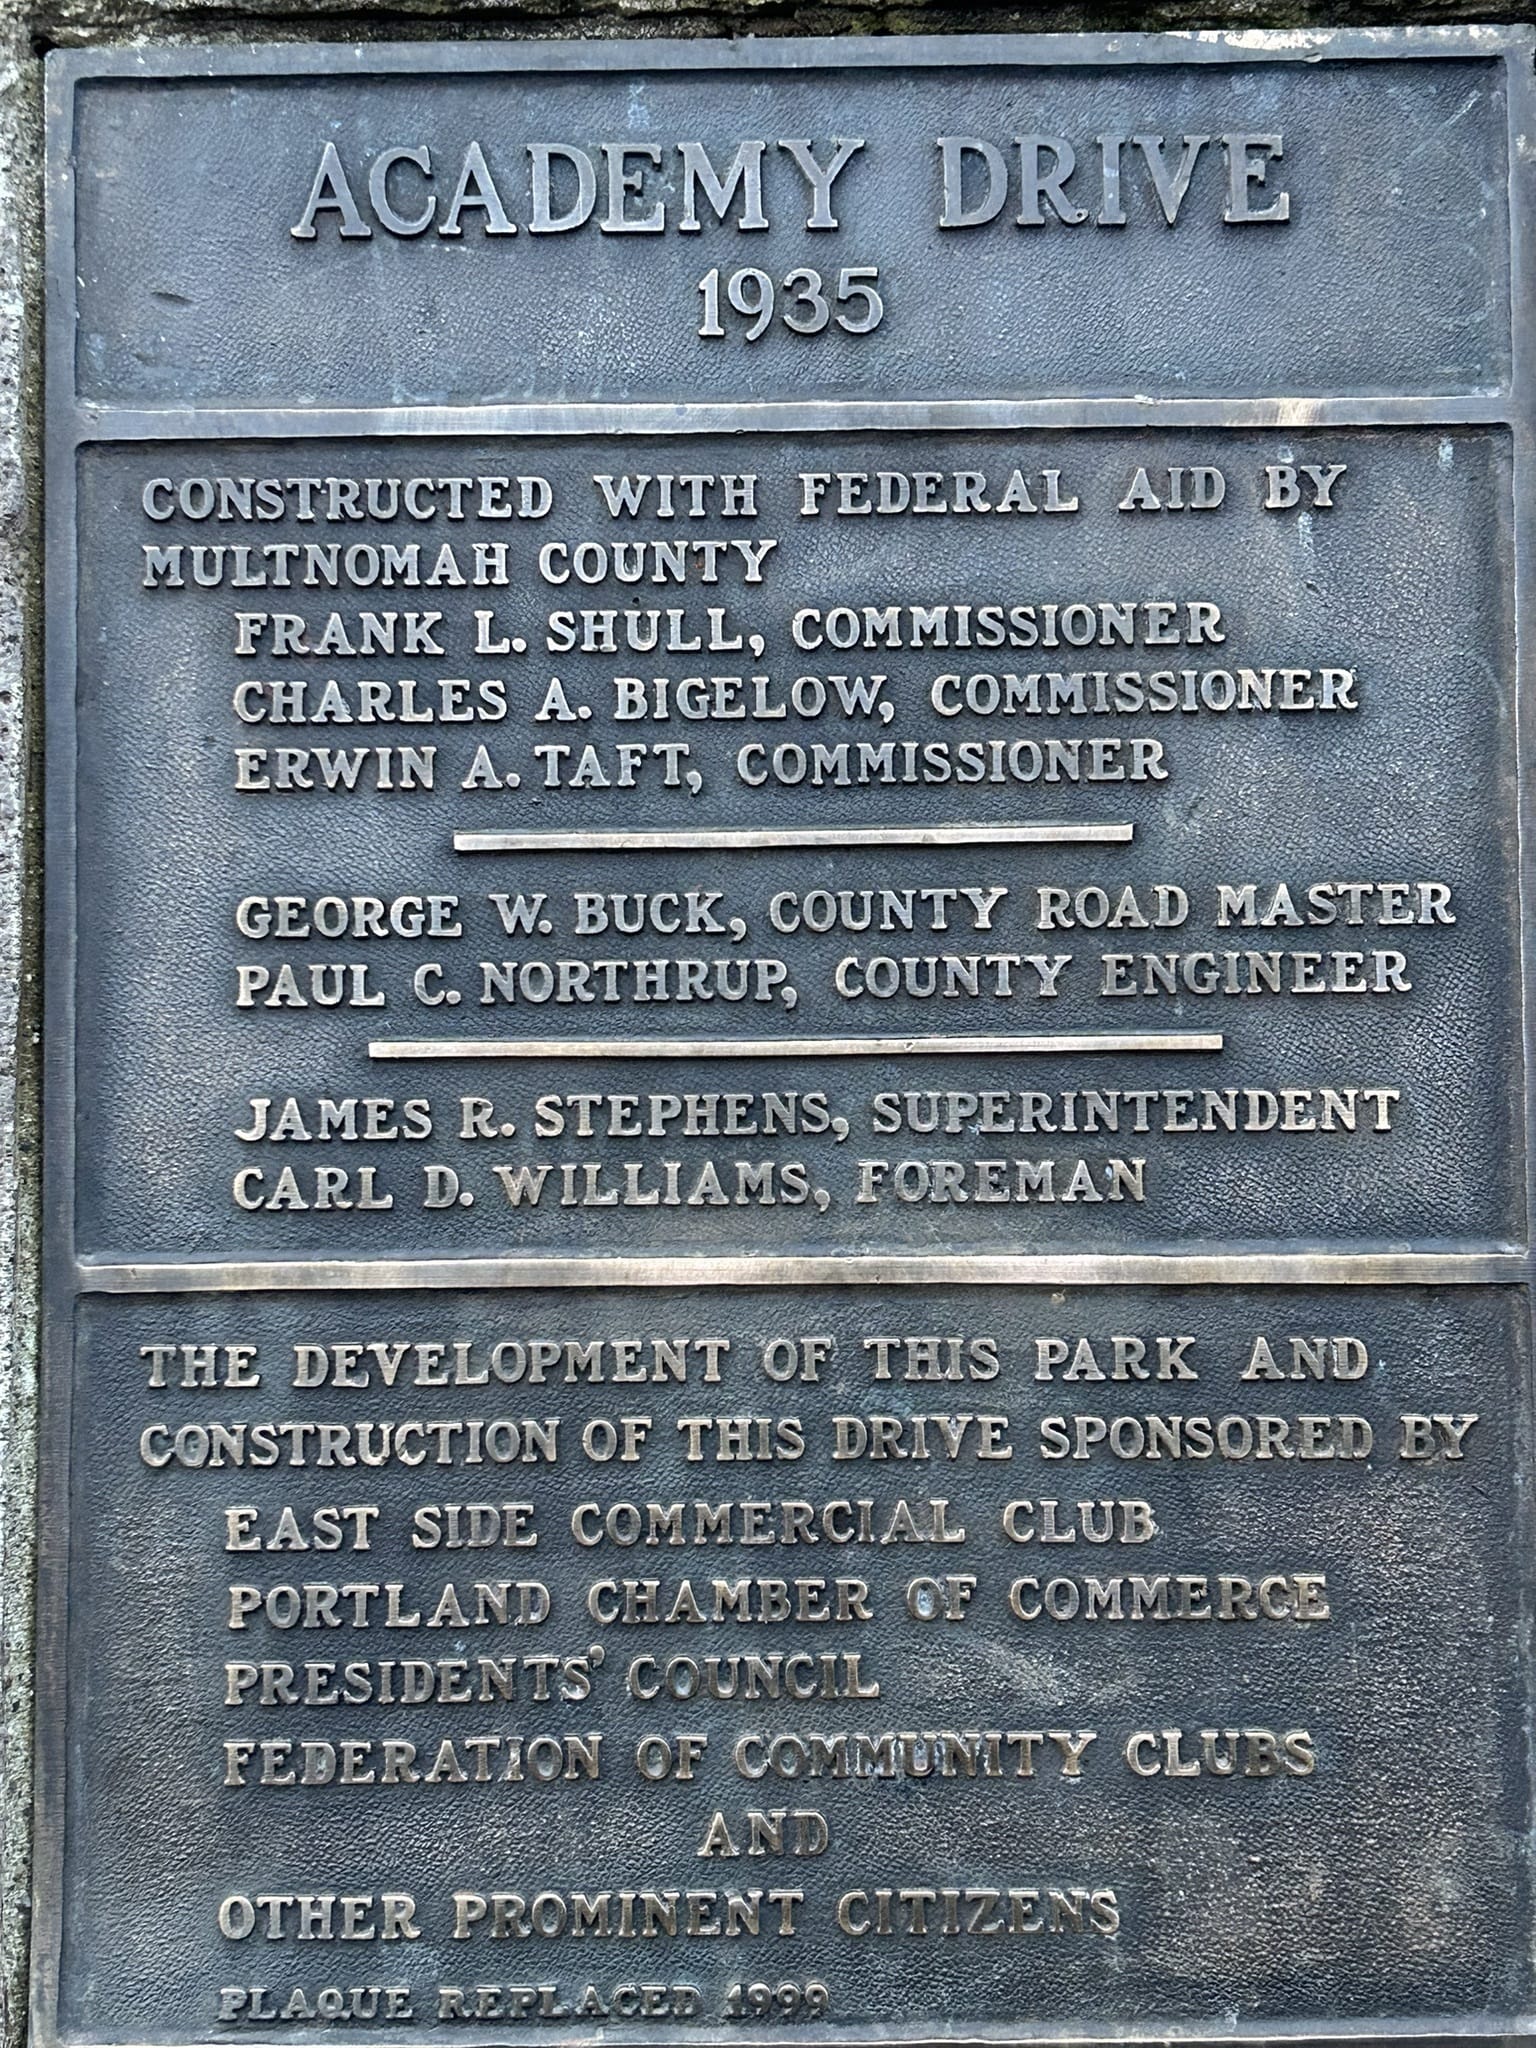 ACADEMY DRIVE
1935
CONSTRUCTED WITH FEDERAL AID BY
MULTNOMAH COUNTY
FRANK L. SHULL, COMMISSIONER
CHARLES A. BIGELOW, COMMISSIONER
ERWIN A. TAFT, COMMISSIONER
GEORGE W. BUCK, COUNTY ROAD MASTER
PAUL C. NORTHRUP, COUNTY ENGINEER
JAMES R. STEPHENS, SUPERINTENDENT
CARL D. WILLIAMS, FOREMAN
THE DEVELOPMENT OF THIS PARK AND
CONSTRUCTION OF THIS DRIVE SPONSORED BY
EAST SIDE COMMERCIAL CLUB
PORTLAND CHAMBER OF COMMERCE
PRESIDENTS' COUNCIL
FEDERATION OF COMMUNITY CLUBS
AND
OTHER PROMINENT CITIZENS
PLAQUE REPLACED 1999